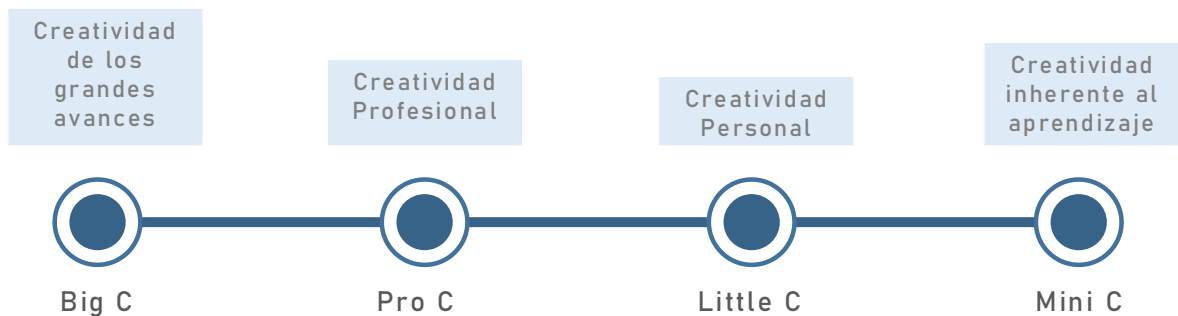 Creatividad
de los
grandes
avances
Creatividad
Profesional
Creatividad
Personal
Creatividad
inherente al
aprendizaje
Big C
Pro C
Little C
Mini C